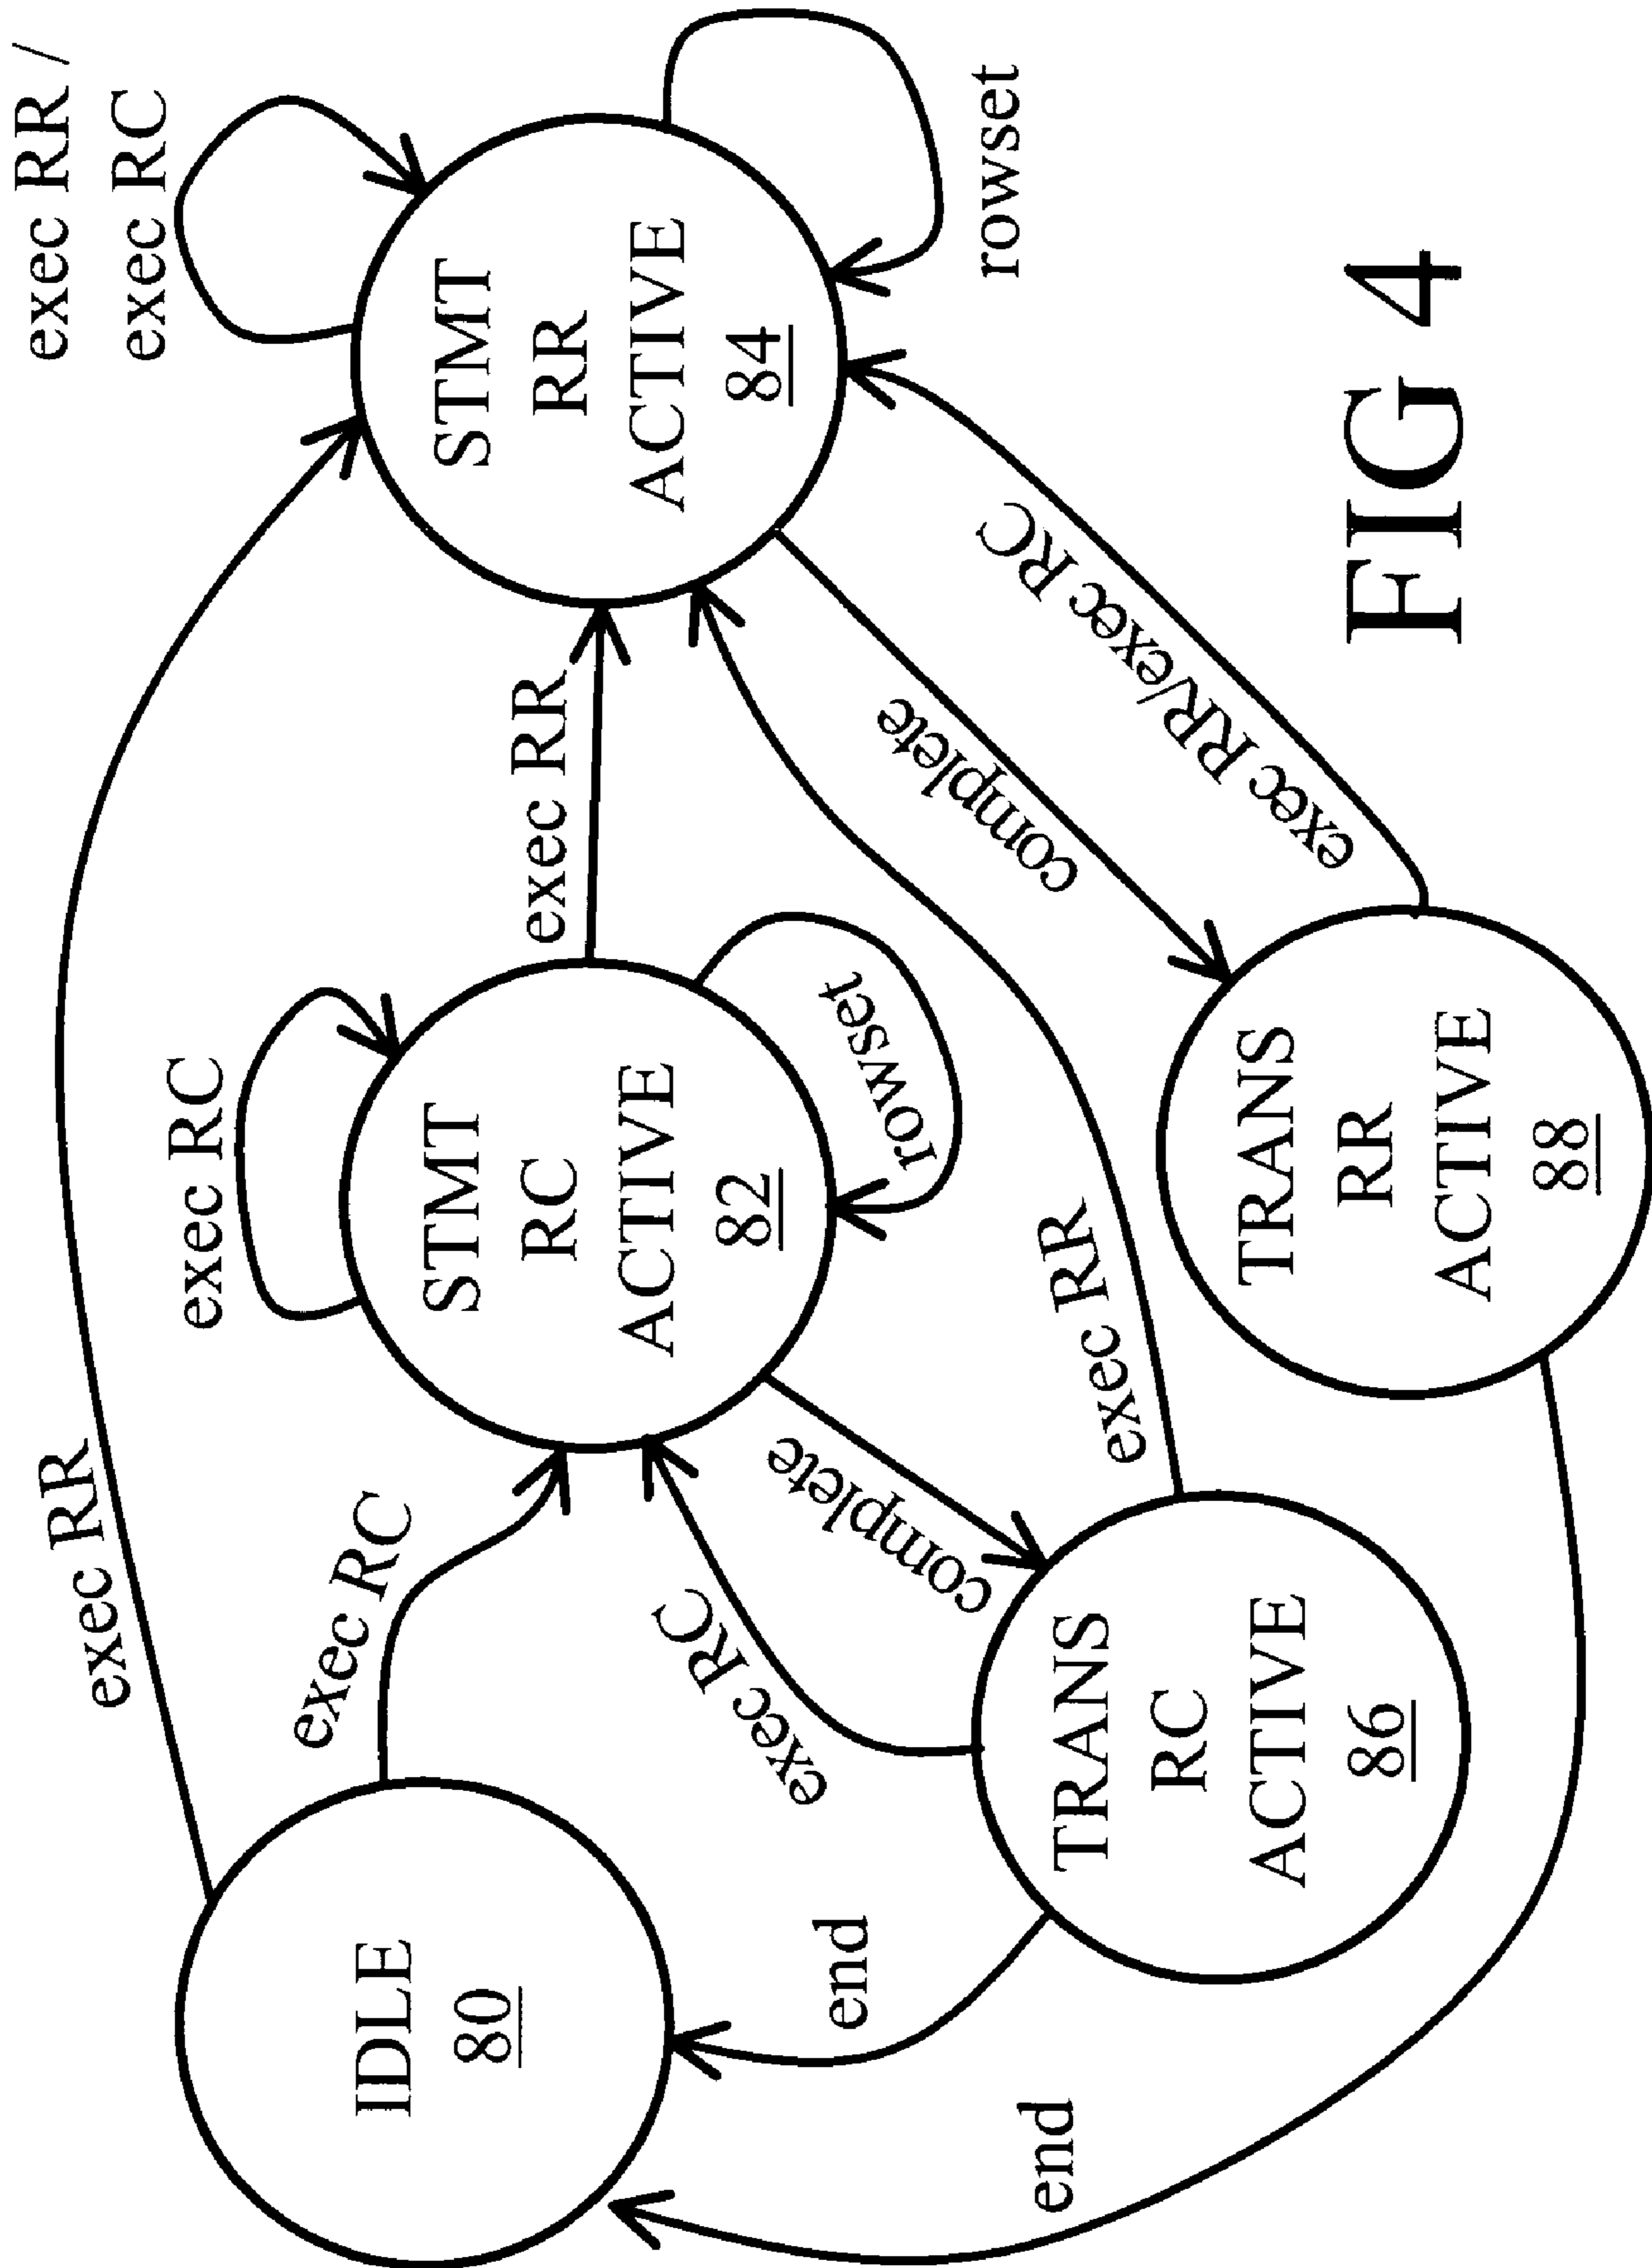 exec RR /
exec RC
exec RR
exec RC
exec RC
exec RR
IDLE
80
STMT
RC
ACTIVE
82
STMT
RR
ACTIVE
84
rowset
rowset
exec RC
complete
complete
exec RR
exec RR/exec RC
end
end
TRANS
RC
ACTIVE
86
TRANS
RR
ACTIVE
88
FIG 4